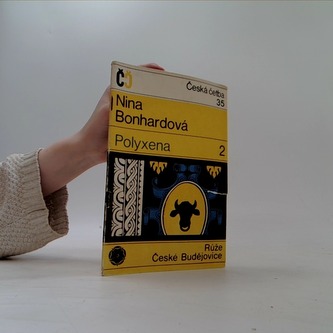 ČČ
Česká četba
35
Nina
Bonhardová
Polyxena 2
Růže
České Budějovice